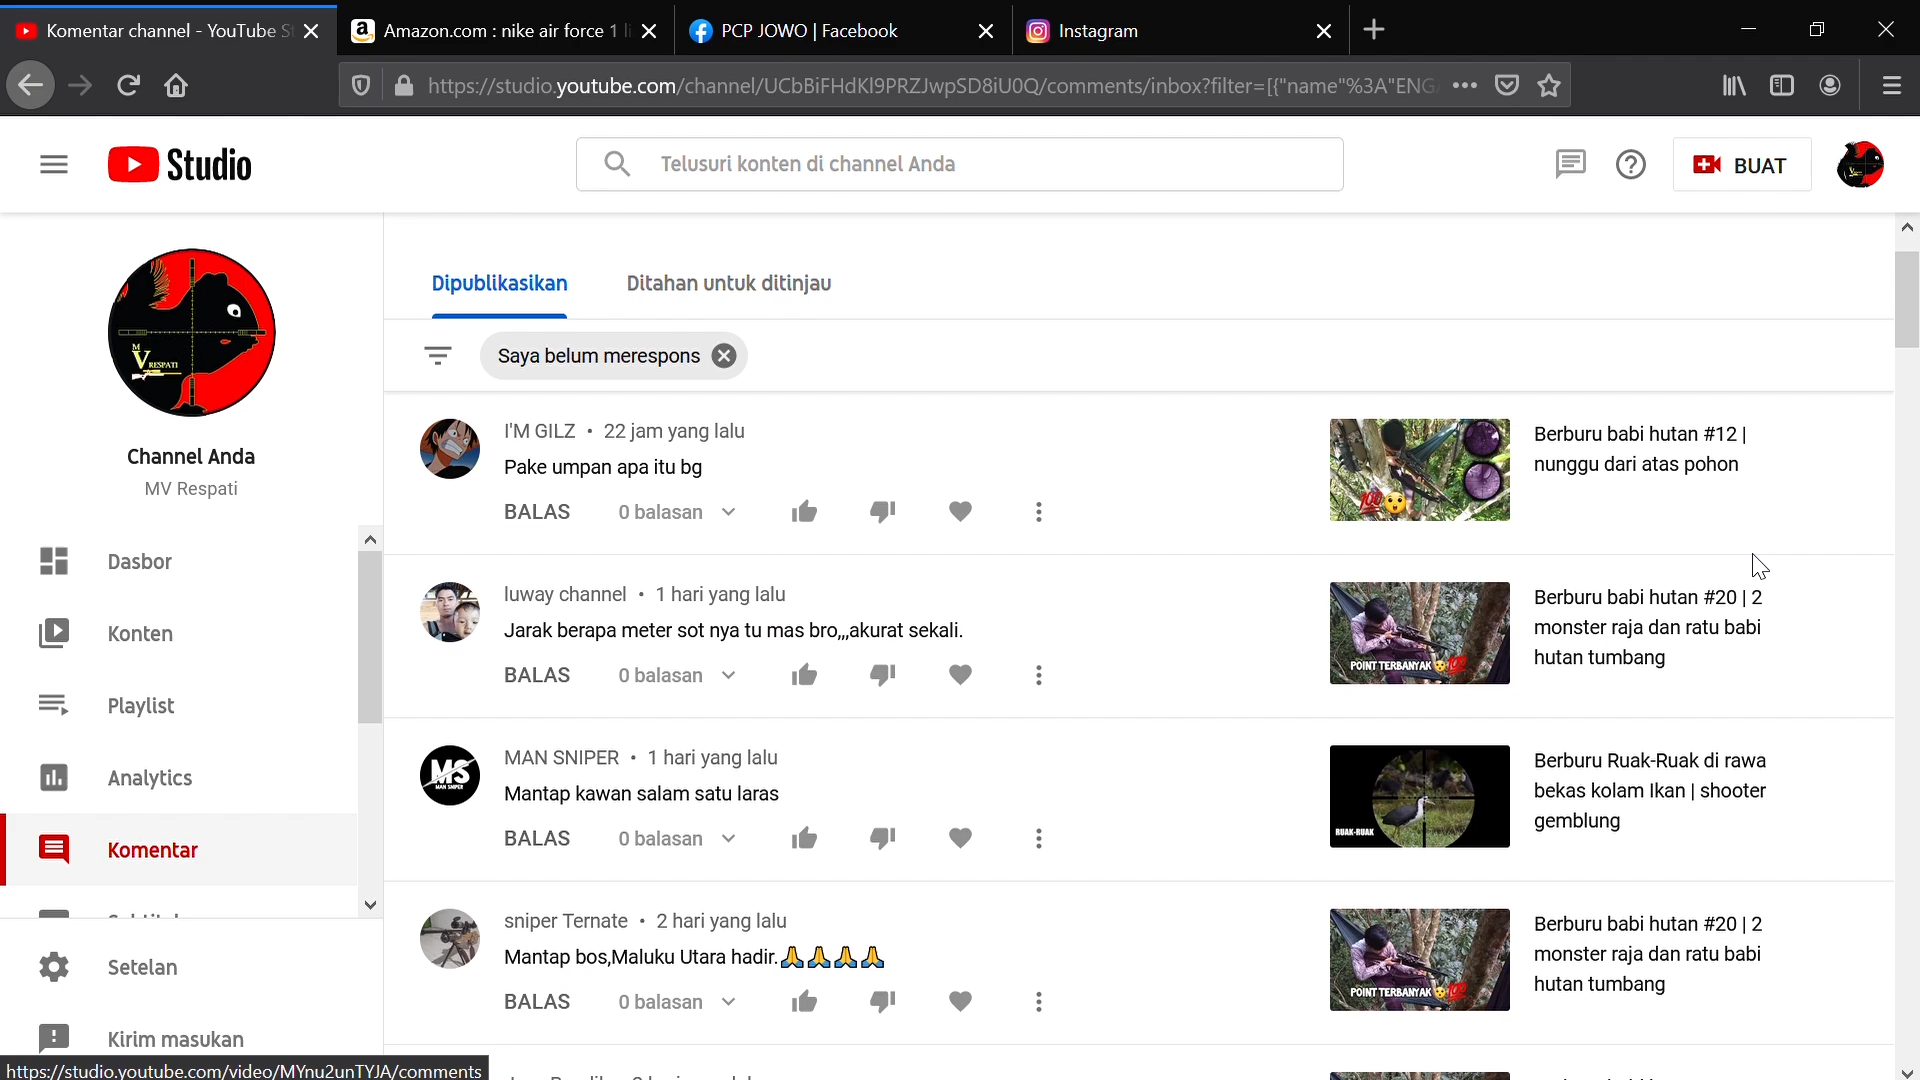 Komentar channel - YouTube St
Amazon.com : nike air force 1 li
PCP JOWO | Facebook
Instagram
https://studio.youtube.com/channel/UCbBiFHdKl9PRZJwpSD8iU0Q/comments/inbox?filter=[{"name"%3A"ENG
Studio
Telusuri konten di channel Anda
BUAT
M
V RESPATI
Channel Anda
MV Respati
Dasbor
Konten
Playlist
Analytics
Komentar
Setelan
Kirim masukan
https://studio.youtube.com/video/MYnu2unTYJA/comments
Dipublikasikan
Ditahan untuk ditinjau
Saya belum merespons
I'M GILZ • 22 jam yang lalu
Pake umpan apa itu bg
BALAS 0 balasan
Berburu babi hutan #12 |
nunggu dari atas pohon
luway channel • 1 hari yang lalu
Jarak berapa meter sot nya tu mas bro,,,akurat sekali.
BALAS 0 balasan
POINT TERBANYAK
Berburu babi hutan #20 | 2
monster raja dan ratu babi
hutan tumbang
MS
MAN SNIPER
MAN SNIPER • 1 hari yang lalu
Mantap kawan salam satu laras
BALAS 0 balasan
RUAK-RUAK
Berburu Ruak-Ruak di rawa
bekas kolam Ikan | shooter
gemblung
sniper Ternate • 2 hari yang lalu
Mantap bos,Maluku Utara hadir.🙏🙏🙏🙏
BALAS 0 balasan
POINT TERBANYAK
Berburu babi hutan #20 | 2
monster raja dan ratu babi
hutan tumbang